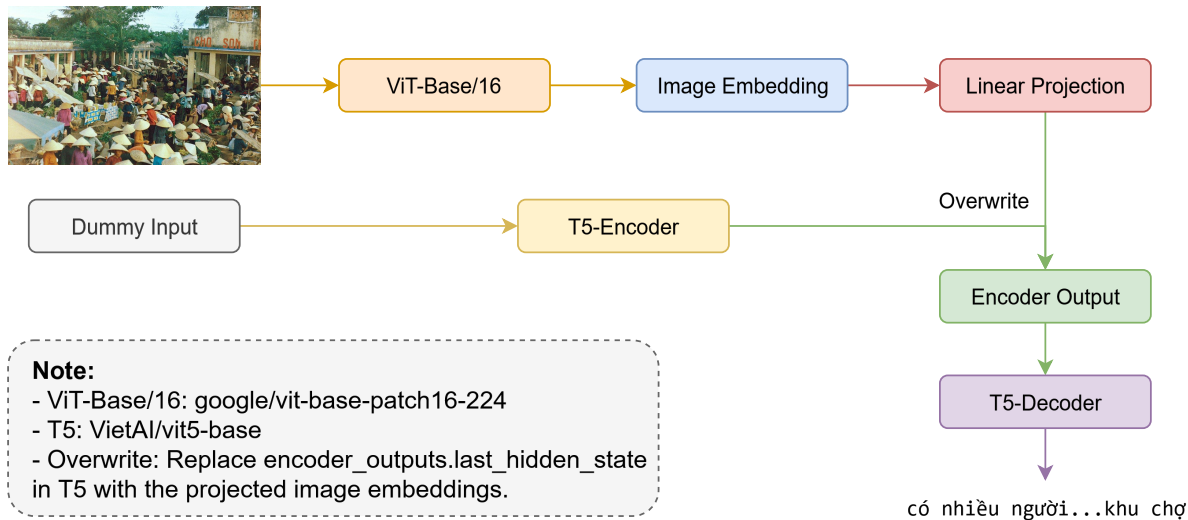 SON
ViT-Base/16
Image Embedding
Linear Projection
Overwrite
Dummy Input
T5-Encoder
Encoder Output
Note:
- ViT-Base/16: google/vit-base-patch16-224
- T5: VietAI/vit5-base
- Overwrite: Replace encoder_outputs.last_hidden_state
in T5 with the projected image embeddings.
T5-Decoder
có nhiều người...khu chợ